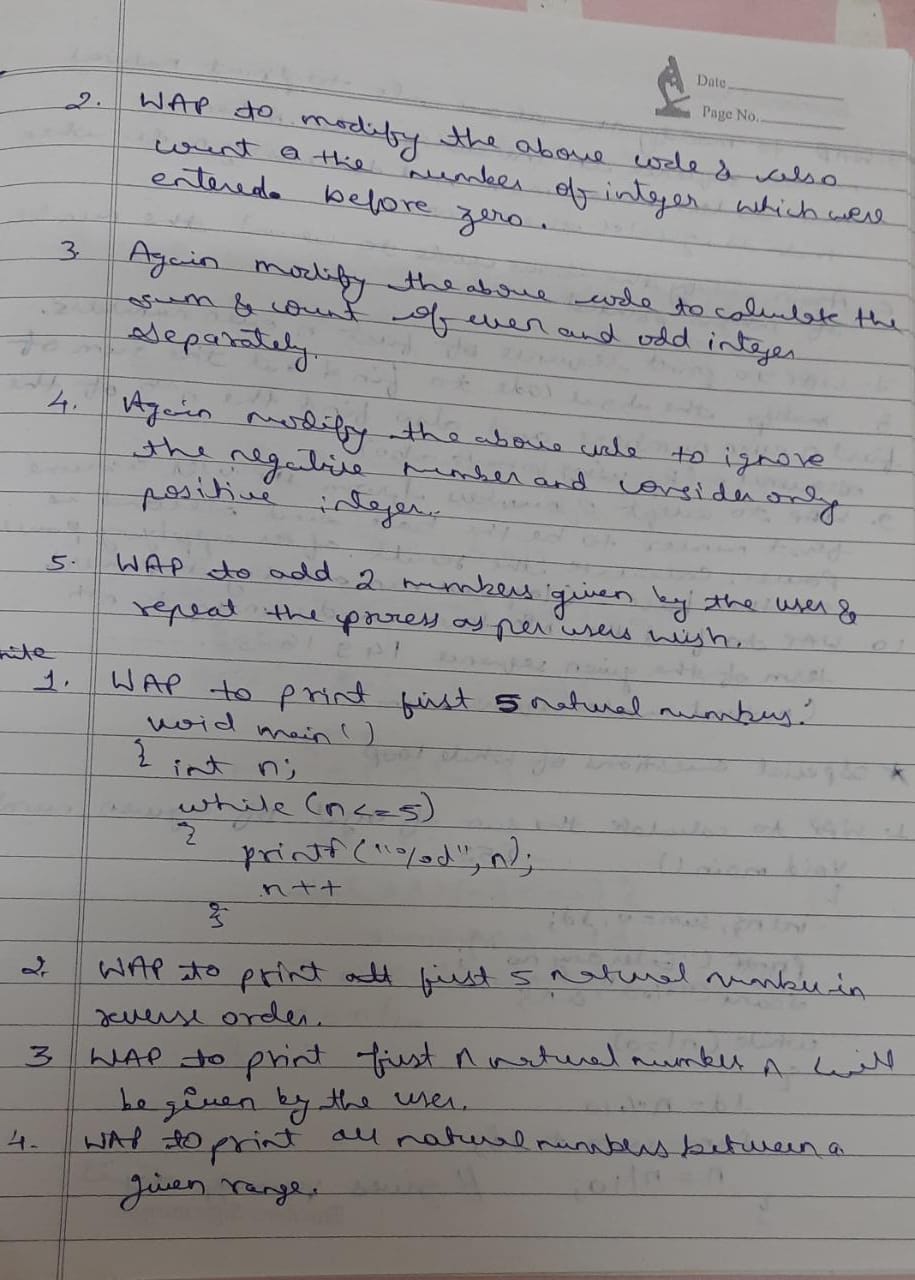 Date
Page No.
2. WAP to modify the above code & also
count a the number of integer which were
entered before zero.
3. Again modify the above code to calculate the
sum & count of even and odd integer
separately.
4. Again modify the above code to ignore
the negative number and consider only
positive integer.
5. WAP to add 2 numbers given by the user &
repeat the process as per users wish.
1. WAP to print first 5 natural numbers.
void main()
{ int n;
while (n<=5)
{
printf("%d", n);
n++
}
2. WAP to print all first 5 natural number in
reverse order.
3 WAP to print first n natural number n will
be given by the user.
4. WAP to print all natural numbers between a
given range.